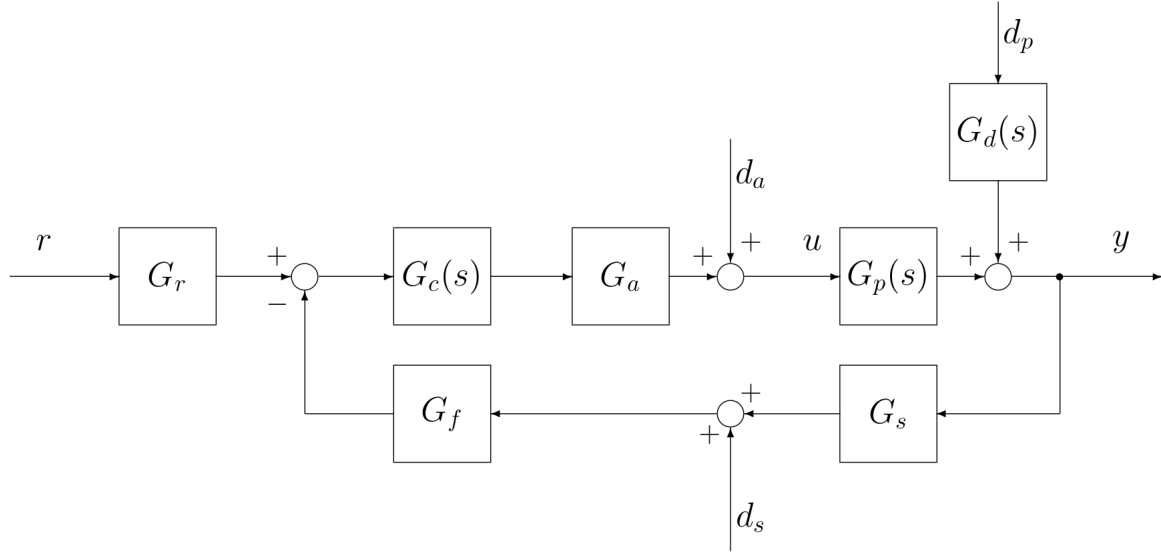 d_p
G_d(s)
d_a
r
+
+
+
u
+
+
y
G_r
G_c(s)
G_a
G_p(s)
−
+
G_f
G_s
+
d_s